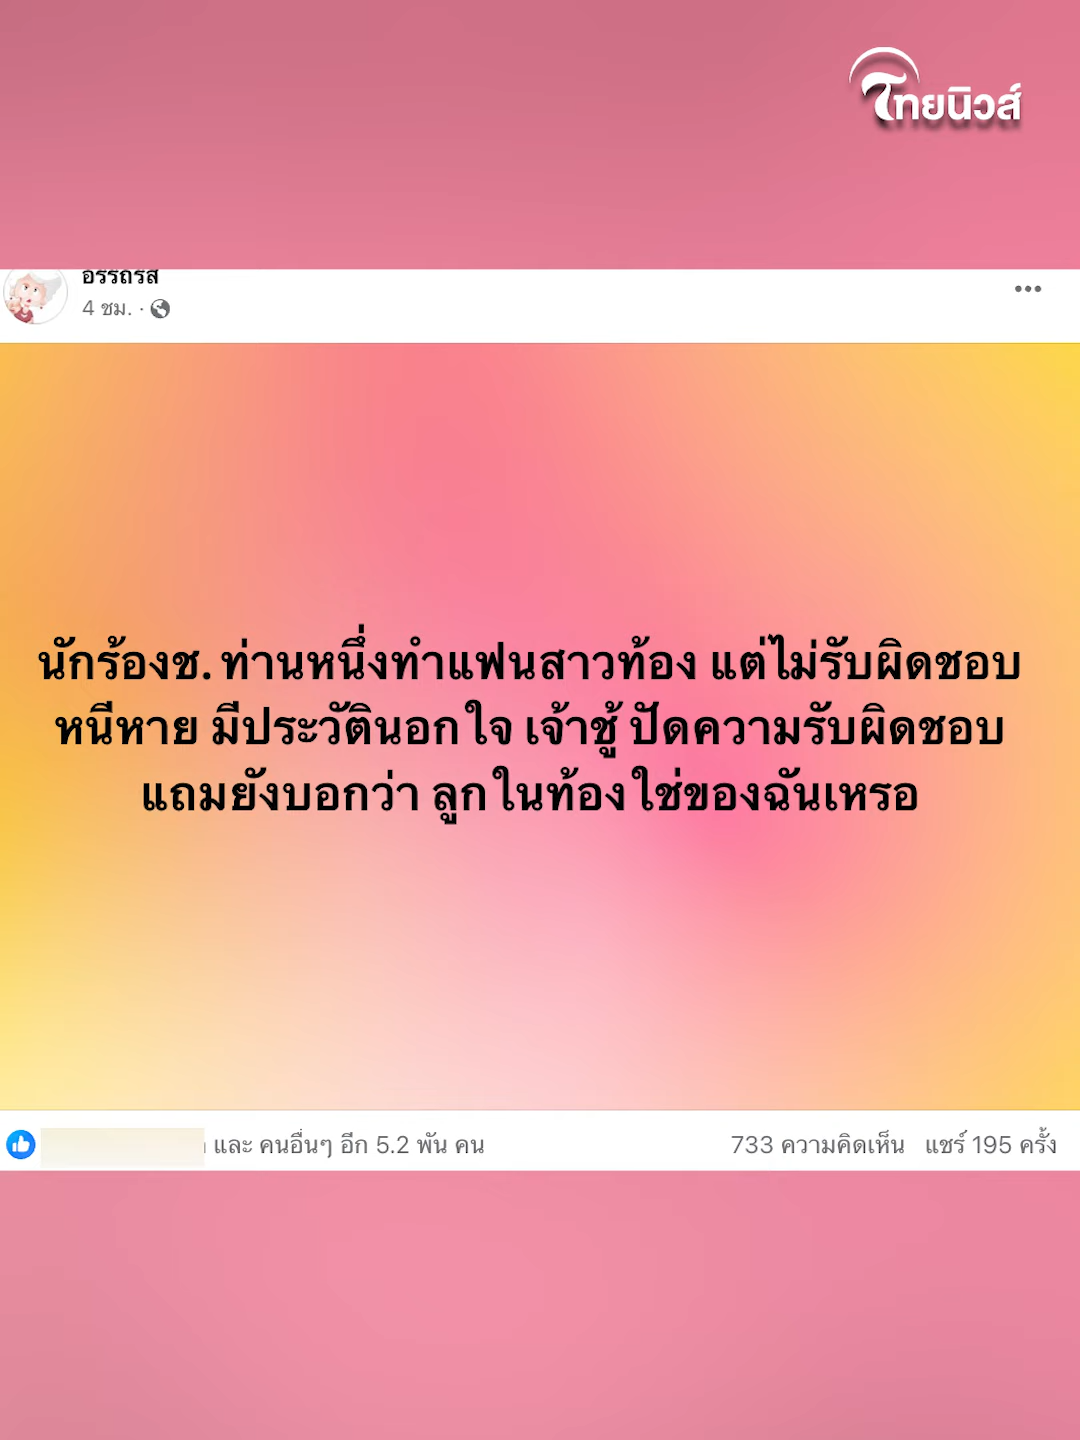 ไทยนิวส์
อรรถรส
4 ชม. ·
นักร้องช. ท่านหนึ่งทำแฟนสาวท้อง แต่ไม่รับผิดชอบ
หนีหาย มีประวัตินอกใจ เจ้าชู้ ปัดความรับผิดชอบ
แถมยังบอกว่า ลูกในท้องใช่ของฉันเหรอ
และ คนอื่นๆ อีก 5.2 พัน คน
733 ความคิดเห็น แชร์ 195 ครั้ง